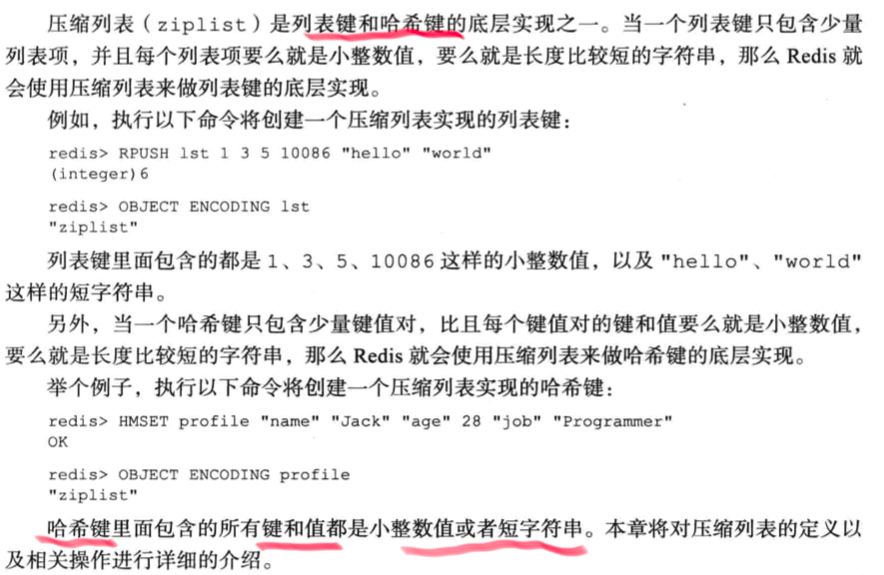 压缩列表（ziplist）是列表键和哈希键的底层实现之一。当一个列表键只包含少量
列表项，并且每个列表项要么就是小整数值，要么就是长度比较短的字符串，那么 Redis 就
会使用压缩列表来做列表键的底层实现。
例如，执行以下命令将创建一个压缩列表实现的列表键：
redis> RPUSH lst 1 3 5 10086 "hello" "world"
(integer)6
redis> OBJECT ENCODING lst
"ziplist"
列表键里面包含的都是 1、3、5、10086 这样的小整数值，以及 "hello"、"world"
这样的短字符串。
另外，当一个哈希键只包含少量键值对，比且每个键值对的键和值要么就是小整数值，
要么就是长度比较短的字符串，那么 Redis 就会使用压缩列表来做哈希键的底层实现。
举个例子，执行以下命令将创建一个压缩列表实现的哈希键：
redis> HMSET profile "name" "Jack" "age" 28 "job" "Programmer"
OK
redis> OBJECT ENCODING profile
"ziplist"
哈希键里面包含的所有键和值都是小整数值或者短字符串。本章将对压缩列表的定义以
及相关操作进行详细的介绍。